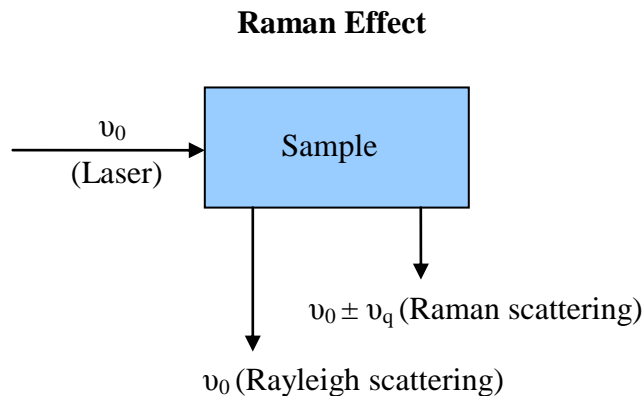 Raman Effect
υ₀
(Laser)
Sample
υ₀ ± υq (Raman scattering)
υ₀ (Rayleigh scattering)